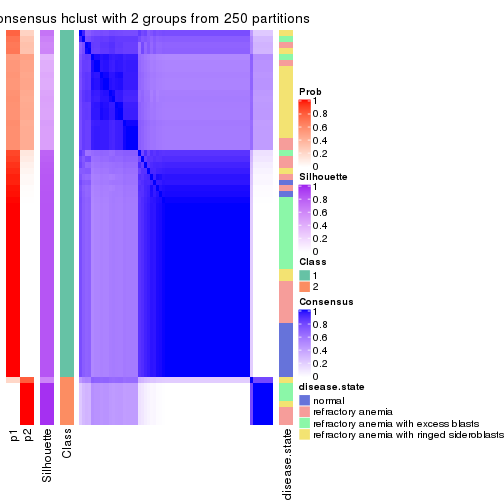 onsensus hclust with 2 groups from 250 partitions
Prob
1
0.8
0.6
0.4
0.2
0
Silhouette
1
0.8
0.6
0.4
0.2
0
Class
1
2
Consensus
1
0.8
0.6
0.4
0.2
0
disease.state
normal
refractory anemia
refractory anemia with excess blasts
refractory anemia with ringed sideroblasts
p1
p2
Silhouette
Class
disease.state